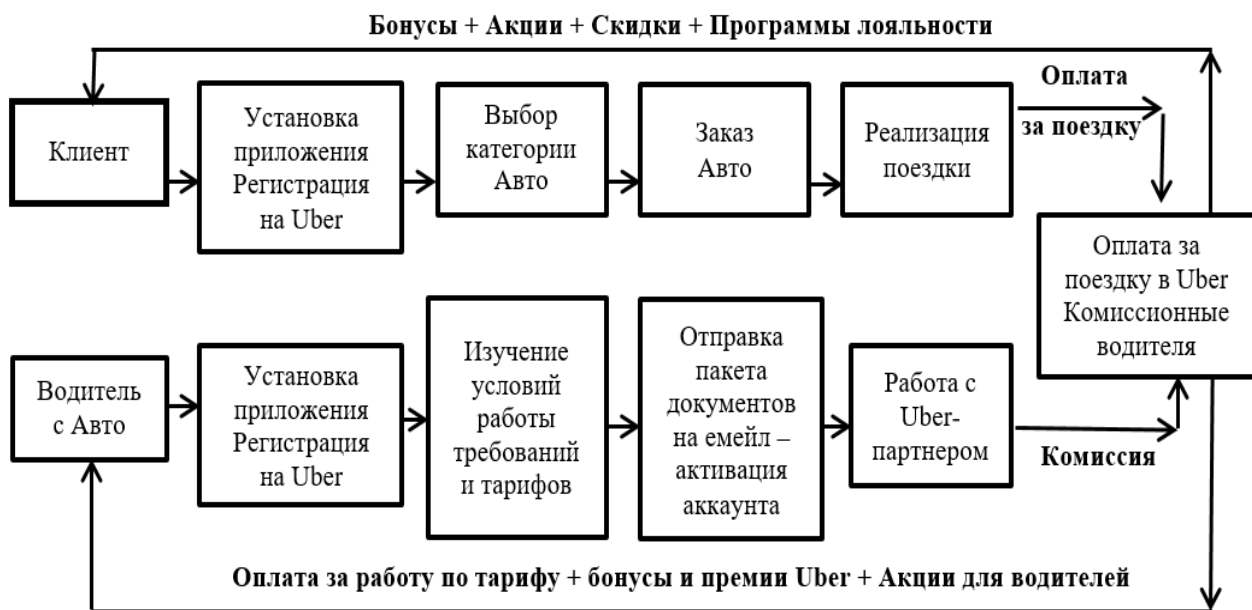 Бонусы + Акции + Скидки + Программы лояльности
Клиент
Установка
приложения
Регистрация
на Uber
Выбор
категории
Авто
Заказ
Авто
Реализация
поездки
Оплата
за поездку
Оплата за
поездку в Uber
Комиссионные
водителя
Водитель
с Авто
Установка
приложения
Регистрация
на Uber
Изучение
условий
работы
требований
и тарифов
Отправка
пакета
документов
на емейл –
активация
аккаунта
Работа с
Uber-
партнером
Комиссия
Оплата за работу по тарифу + бонусы и премии Uber + Акции для водителей